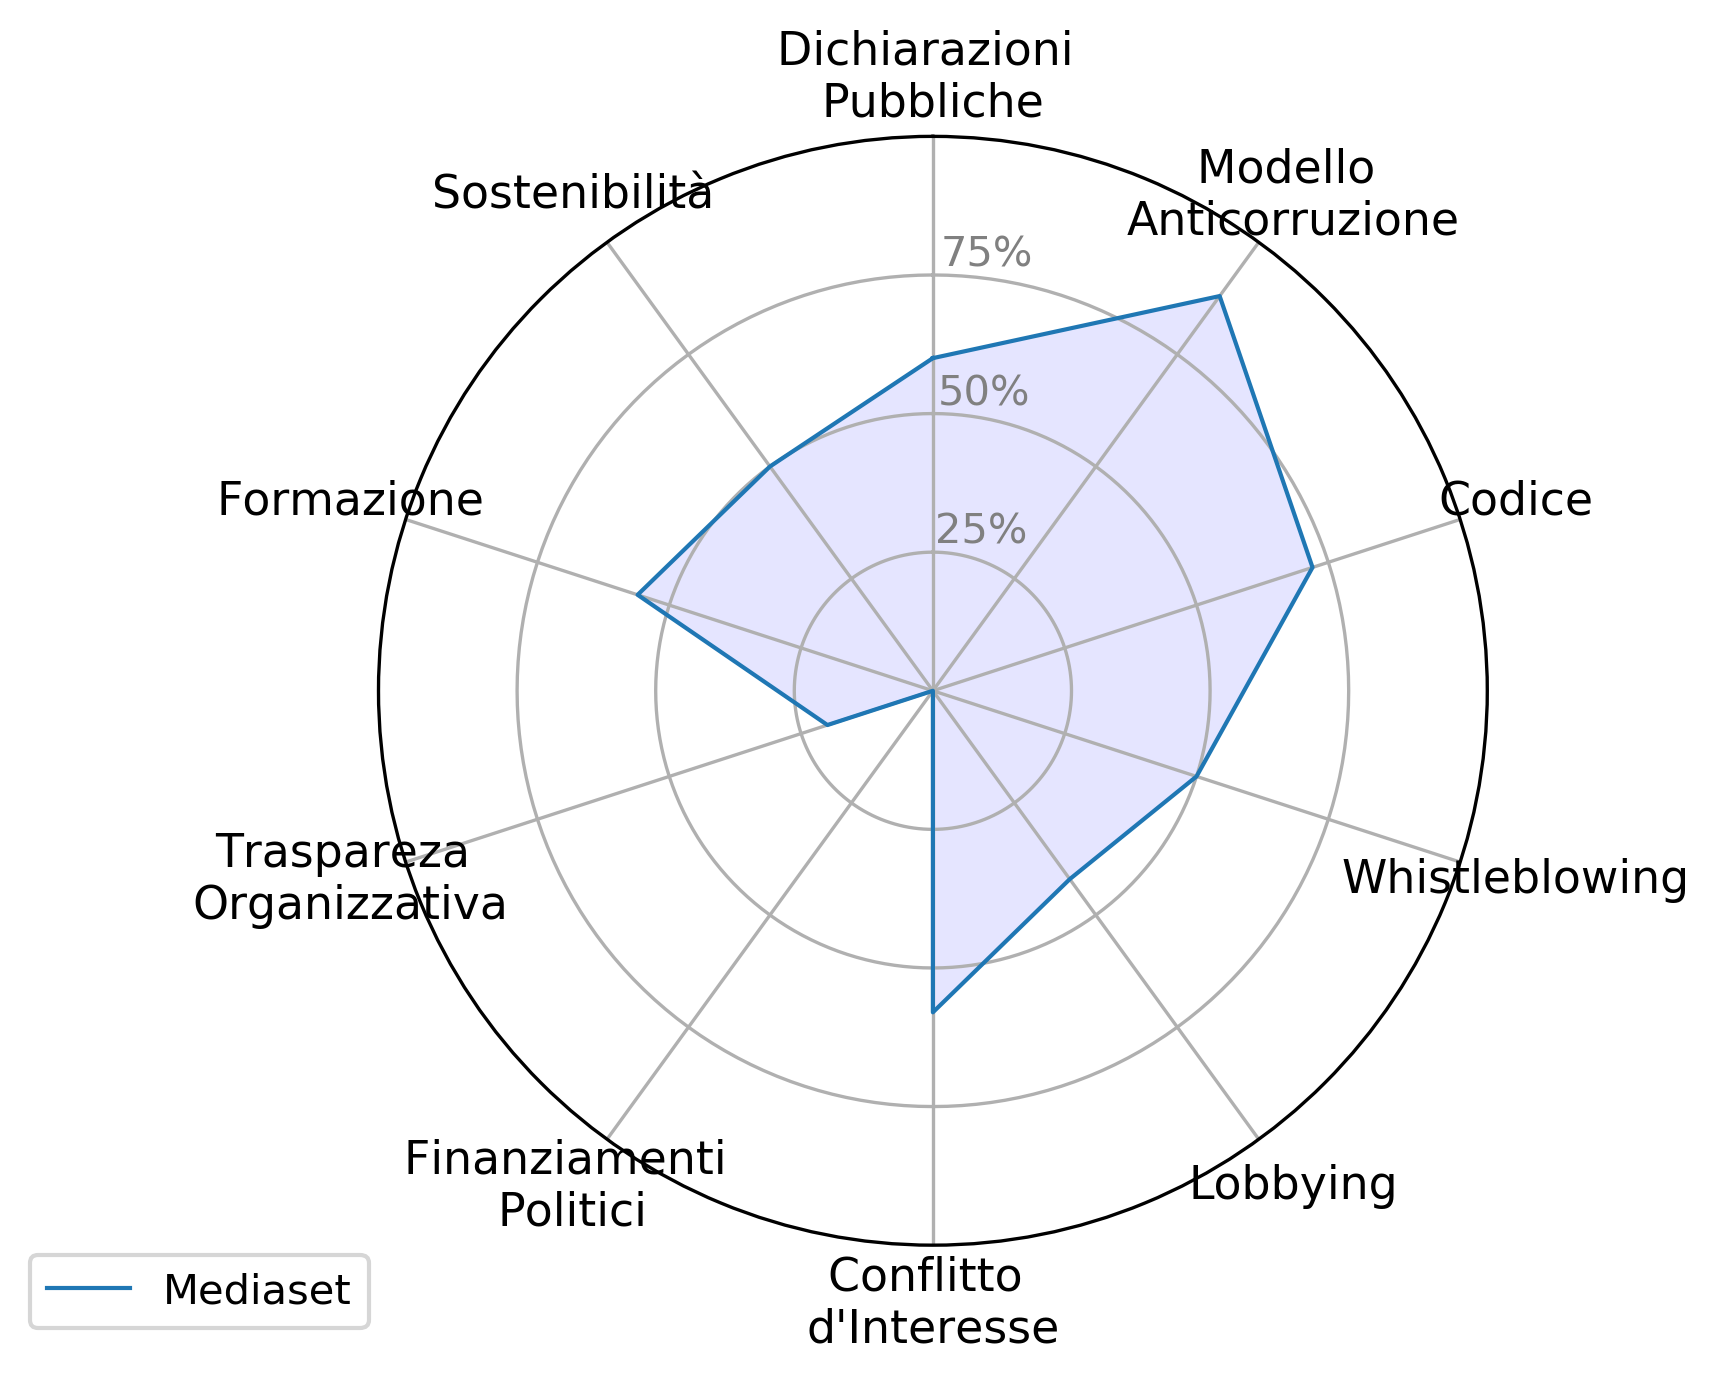 Dichiarazioni
Pubbliche
Modello
Anticorruzione
Sostenibilità
75%
50%
Formazione
Codice
25%
Traspareza
Organizzativa
Whistleblowing
Finanziamenti
Politici
Lobbying
Conflitto
d'Interesse
Mediaset